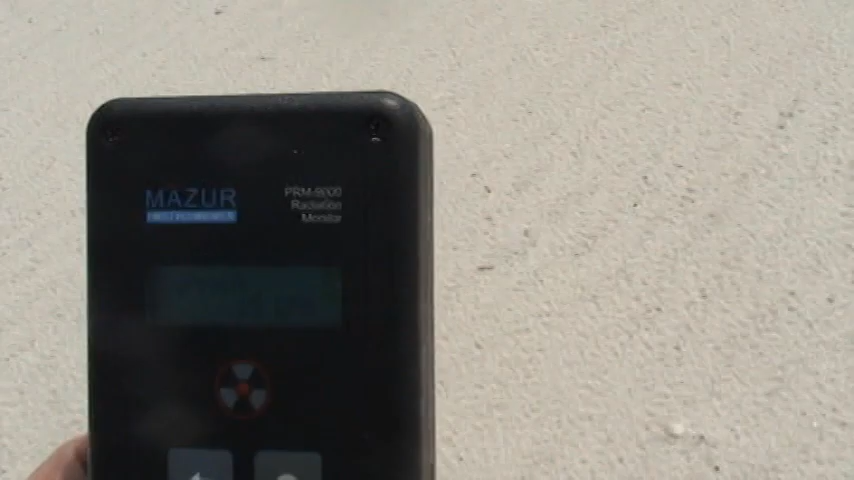 MAZUR
INSTRUMENTS
PRM-9000
Radiation
Monitor